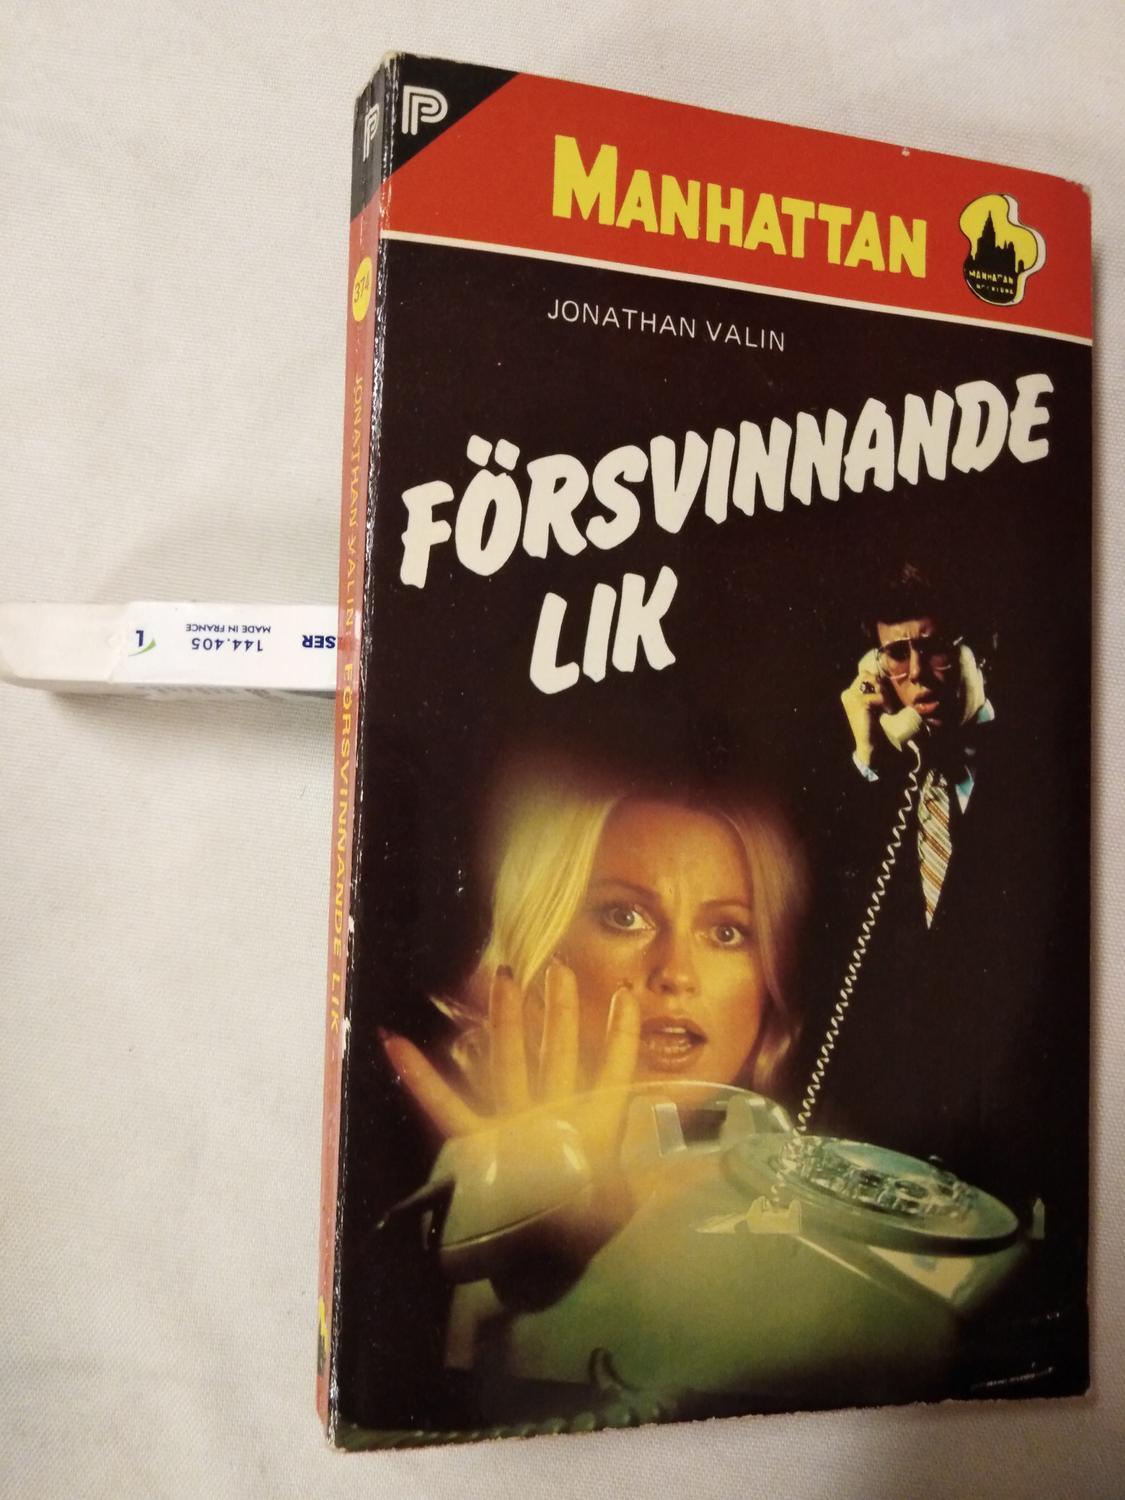 P
MANHATTAN
MANHATTAN
JONATHAN VALIN
FÖRSVINNANDE
LIK
P
374
JONATHAN VALIN: FÖRSVINNANDE LIK
SER
144.405
MADE IN FRANCE